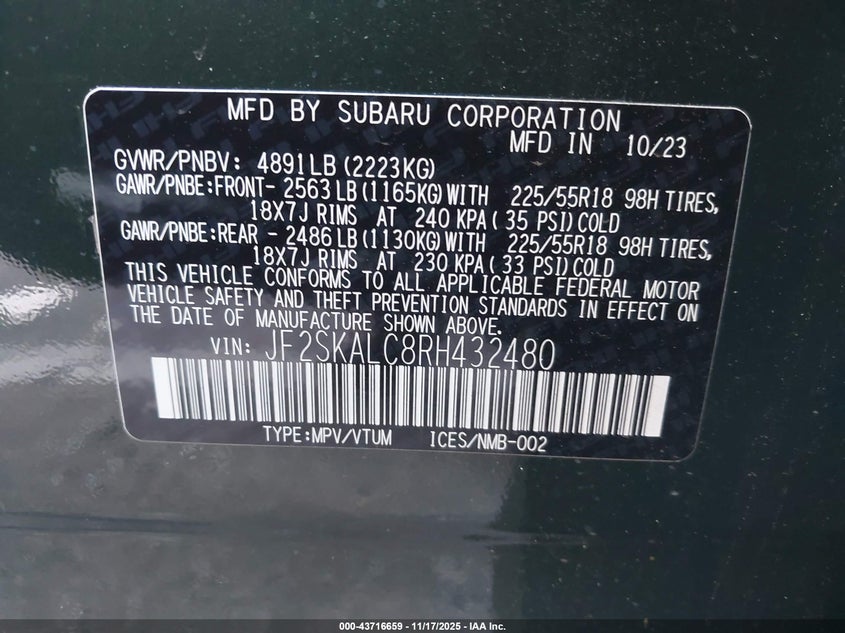 MFD BY SUBARU CORPORATION
MFD IN 10/23
GVWR/PNBV: 4891LB (2223KG)
GAWR/PNBE:FRONT- 2563LB(1165KG)WITH 225/55R18 98H TIRES,
18X7J RIMS AT 240 KPA( 35 PSI)COLD
GAWR/PNBE:REAR - 2486LB(1130KG)WITH 225/55R18 98H TIRES,
18X7J RIMS AT 230 KPA( 33 PSI)COLD
THIS VEHICLE CONFORMS TO ALL APPLICABLE FEDERAL MOTOR
VEHICLE SAFETY AND THEFT PREVENTION STANDARDS IN EFFECT ON
THE DATE OF MANUFACTURE SHOWN ABOVE.
VIN: JF2SKALC8RH432480
TYPE:MPV/VTUM ICES/NMB-002
000-43716659 - 11/17/2025 - IAA Inc.